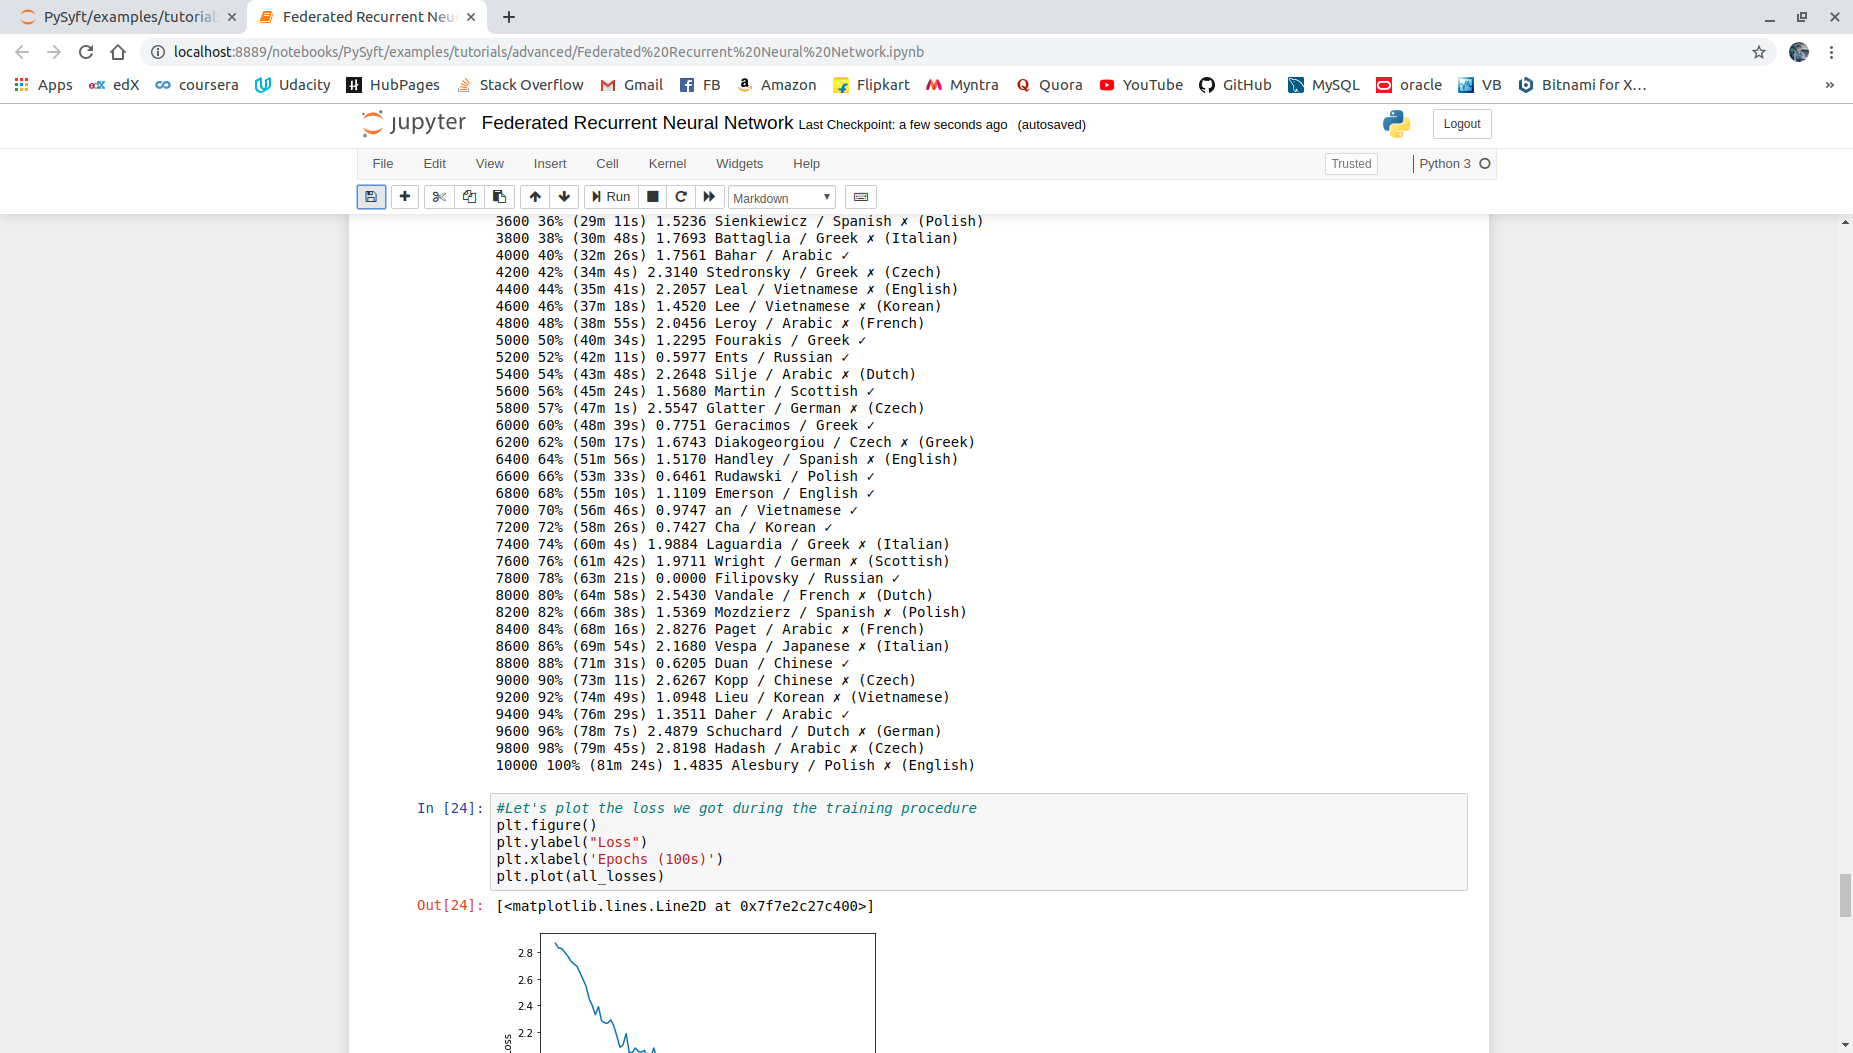 PySyft/examples/tutorials
Federated Recurrent Neu
localhost:8889/notebooks/PySyft/examples/tutorials/advanced/Federated%20Recurrent%20Neural%20Network.ipynb
Apps edX coursera Udacity HubPages Stack Overflow Gmail FB Amazon Flipkart Myntra Quora YouTube GitHub MySQL oracle VB Bitnami for X… »
jupyter Federated Recurrent Neural Network Last Checkpoint: a few seconds ago (autosaved) Logout
File Edit View Insert Cell Kernel Widgets Help Trusted Python 3
Run Markdown
3600 36% (29m 11s) 1.5236 Sienkiewicz / Spanish ✗ (Polish)
3800 38% (30m 48s) 1.7693 Battaglia / Greek ✗ (Italian)
4000 40% (32m 26s) 1.7561 Bahar / Arabic ✓
4200 42% (34m 4s) 2.3140 Stedronsky / Greek ✗ (Czech)
4400 44% (35m 41s) 2.2057 Leal / Vietnamese ✗ (English)
4600 46% (37m 18s) 1.4520 Lee / Vietnamese ✗ (Korean)
4800 48% (38m 55s) 2.0456 Leroy / Arabic ✗ (French)
5000 50% (40m 34s) 1.2295 Fourakis / Greek ✓
5200 52% (42m 11s) 0.5977 Ents / Russian ✓
5400 54% (43m 48s) 2.2648 Silje / Arabic ✗ (Dutch)
5600 56% (45m 24s) 1.5680 Martin / Scottish ✓
5800 57% (47m 1s) 2.5547 Glatter / German ✗ (Czech)
6000 60% (48m 39s) 0.7751 Geracimos / Greek ✓
6200 62% (50m 17s) 1.6743 Diakogeorgiou / Czech ✗ (Greek)
6400 64% (51m 56s) 1.5170 Handley / Spanish ✗ (English)
6600 66% (53m 33s) 0.6461 Rudawski / Polish ✓
6800 68% (55m 10s) 1.1109 Emerson / English ✓
7000 70% (56m 46s) 0.9747 an / Vietnamese ✓
7200 72% (58m 26s) 0.7427 Cha / Korean ✓
7400 74% (60m 4s) 1.9884 Laguardia / Greek ✗ (Italian)
7600 76% (61m 42s) 1.9711 Wright / German ✗ (Scottish)
7800 78% (63m 21s) 0.0000 Filipovsky / Russian ✓
8000 80% (64m 58s) 2.5430 Vandale / French ✗ (Dutch)
8200 82% (66m 38s) 1.5369 Mozdzierz / Spanish ✗ (Polish)
8400 84% (68m 16s) 2.8276 Paget / Arabic ✗ (French)
8600 86% (69m 54s) 2.1680 Vespa / Japanese ✗ (Italian)
8800 88% (71m 31s) 0.6205 Duan / Chinese ✓
9000 90% (73m 11s) 2.6267 Kopp / Chinese ✗ (Czech)
9200 92% (74m 49s) 1.0948 Lieu / Korean ✗ (Vietnamese)
9400 94% (76m 29s) 1.3511 Daher / Arabic ✓
9600 96% (78m 7s) 2.4879 Schuchard / Dutch ✗ (German)
9800 98% (79m 45s) 2.8198 Hadash / Arabic ✗ (Czech)
10000 100% (81m 24s) 1.4835 Alesbury / Polish ✗ (English)
In [24]: #Let's plot the loss we got during the training procedure
plt.figure()
plt.ylabel("Loss")
plt.xlabel('Epochs (100s)')
plt.plot(all_losses)
Out[24]: [<matplotlib.lines.Line2D at 0x7f7e2c27c400>]
2.8
2.6
2.4
2.2